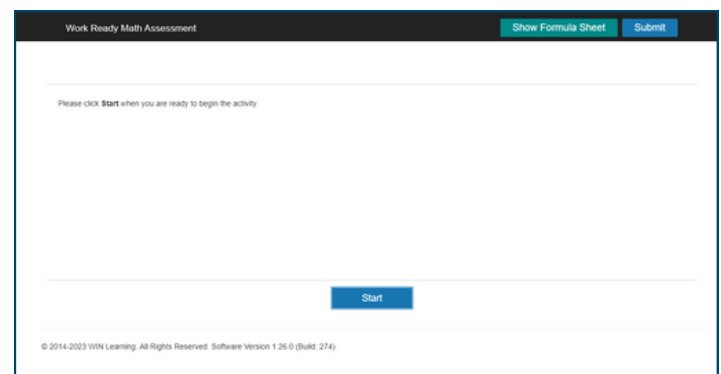 Work Ready Math Assessment
Show Formula Sheet
Submit
Please click Start when you are ready to begin the activity.
Start
© 2014-2023 WIN Learning. All Rights Reserved. Software Version 1.26.0 (Build: 274)